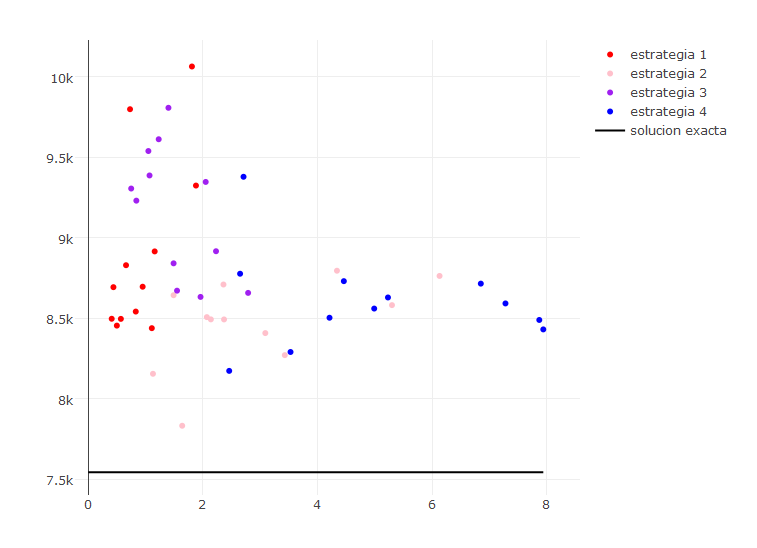 10k
9.5k
9k
8.5k
8k
7.5k
0 2 4 6 8
estrategia 1
estrategia 2
estrategia 3
estrategia 4
solucion exacta